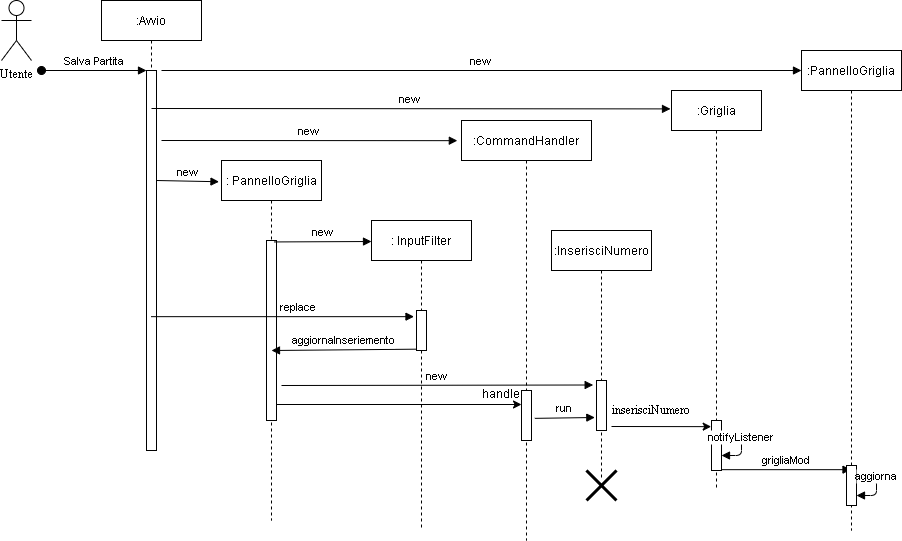 :Avvio
Utente
Salva Partita
new
:PannelloGriglia
new
:Griglia
new
:CommandHandler
new
: PannelloGriglia
new
: InputFilter
:InserisciNumero
replace
aggiornaInseriemento
new
handle
run
inserisciNumero
notifyListener
grigliaMod
aggiorna